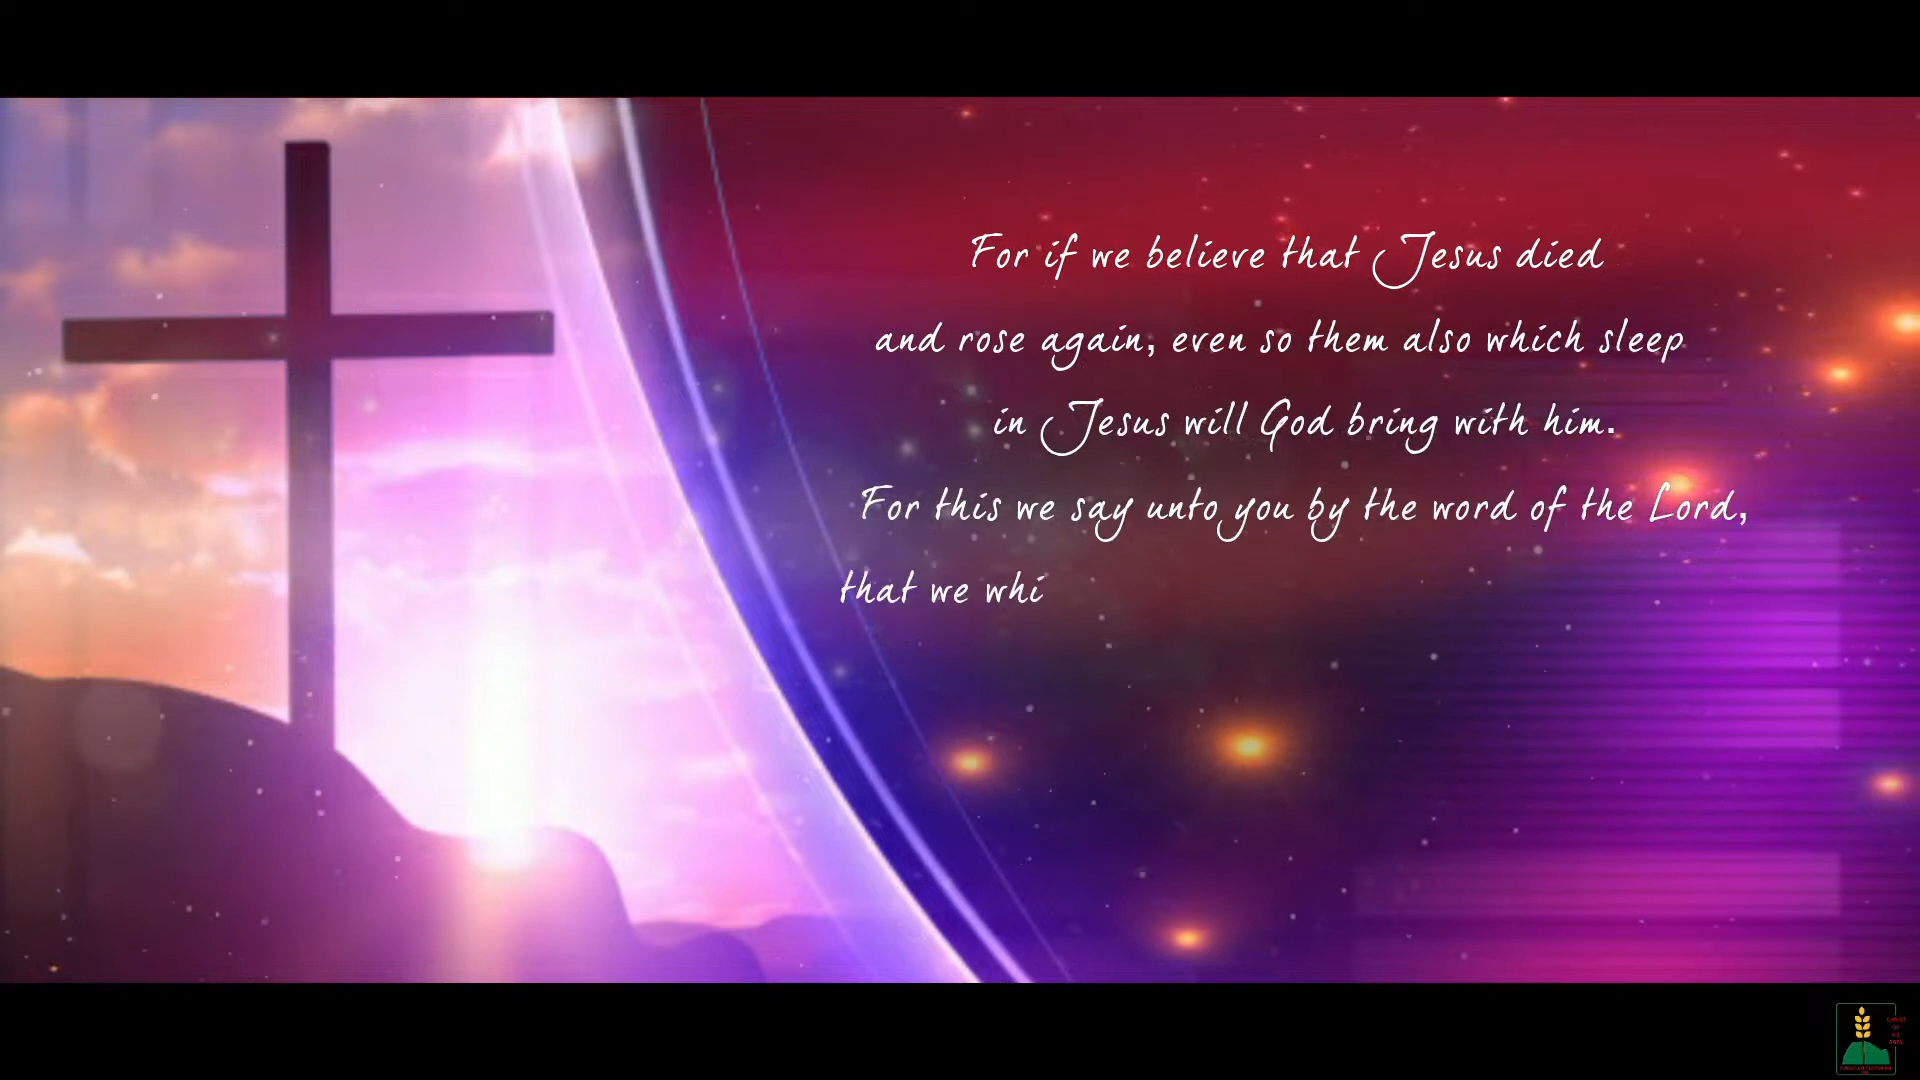 For if we believe that Jesus died
and rose again, even so them also which sleep
in Jesus will God bring with him.
For this we say unto you by the word of the Lord,
that we whi